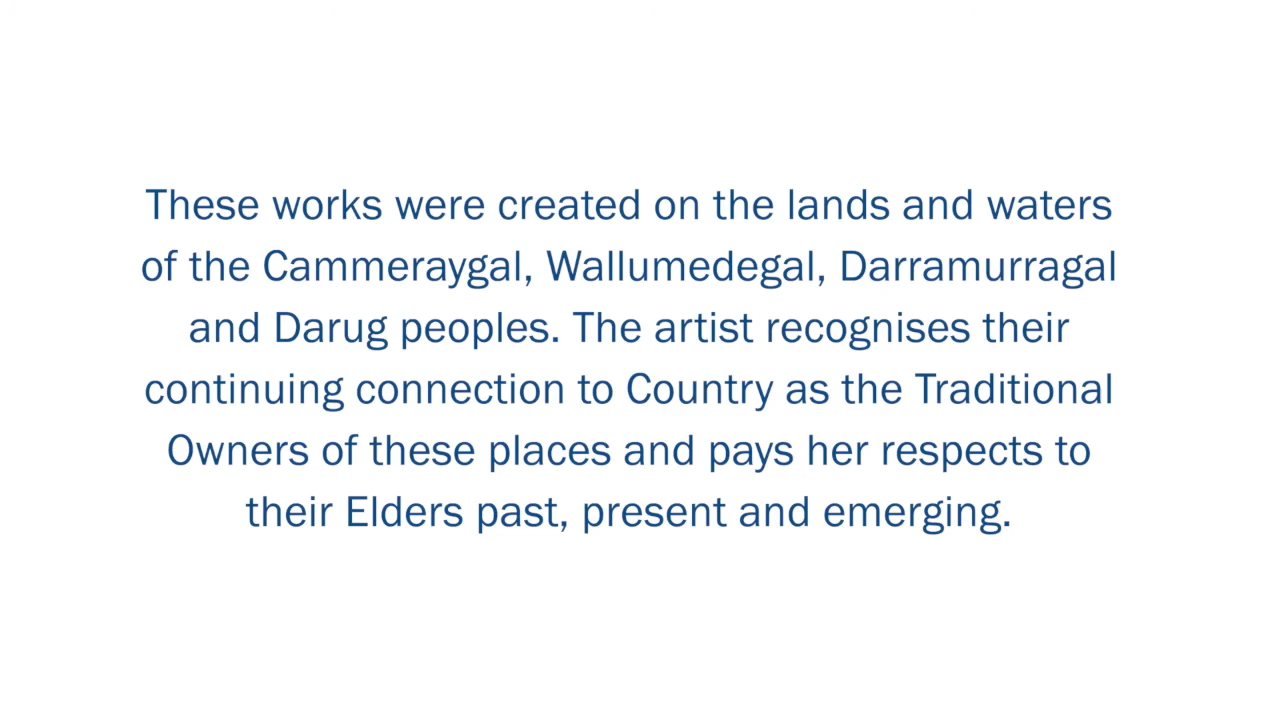 These works were created on the lands and waters
of the Cammeraygal, Wallumedegal, Darramurragal
and Darug peoples. The artist recognises their
continuing connection to Country as the Traditional
Owners of these places and pays her respects to
their Elders past, present and emerging.